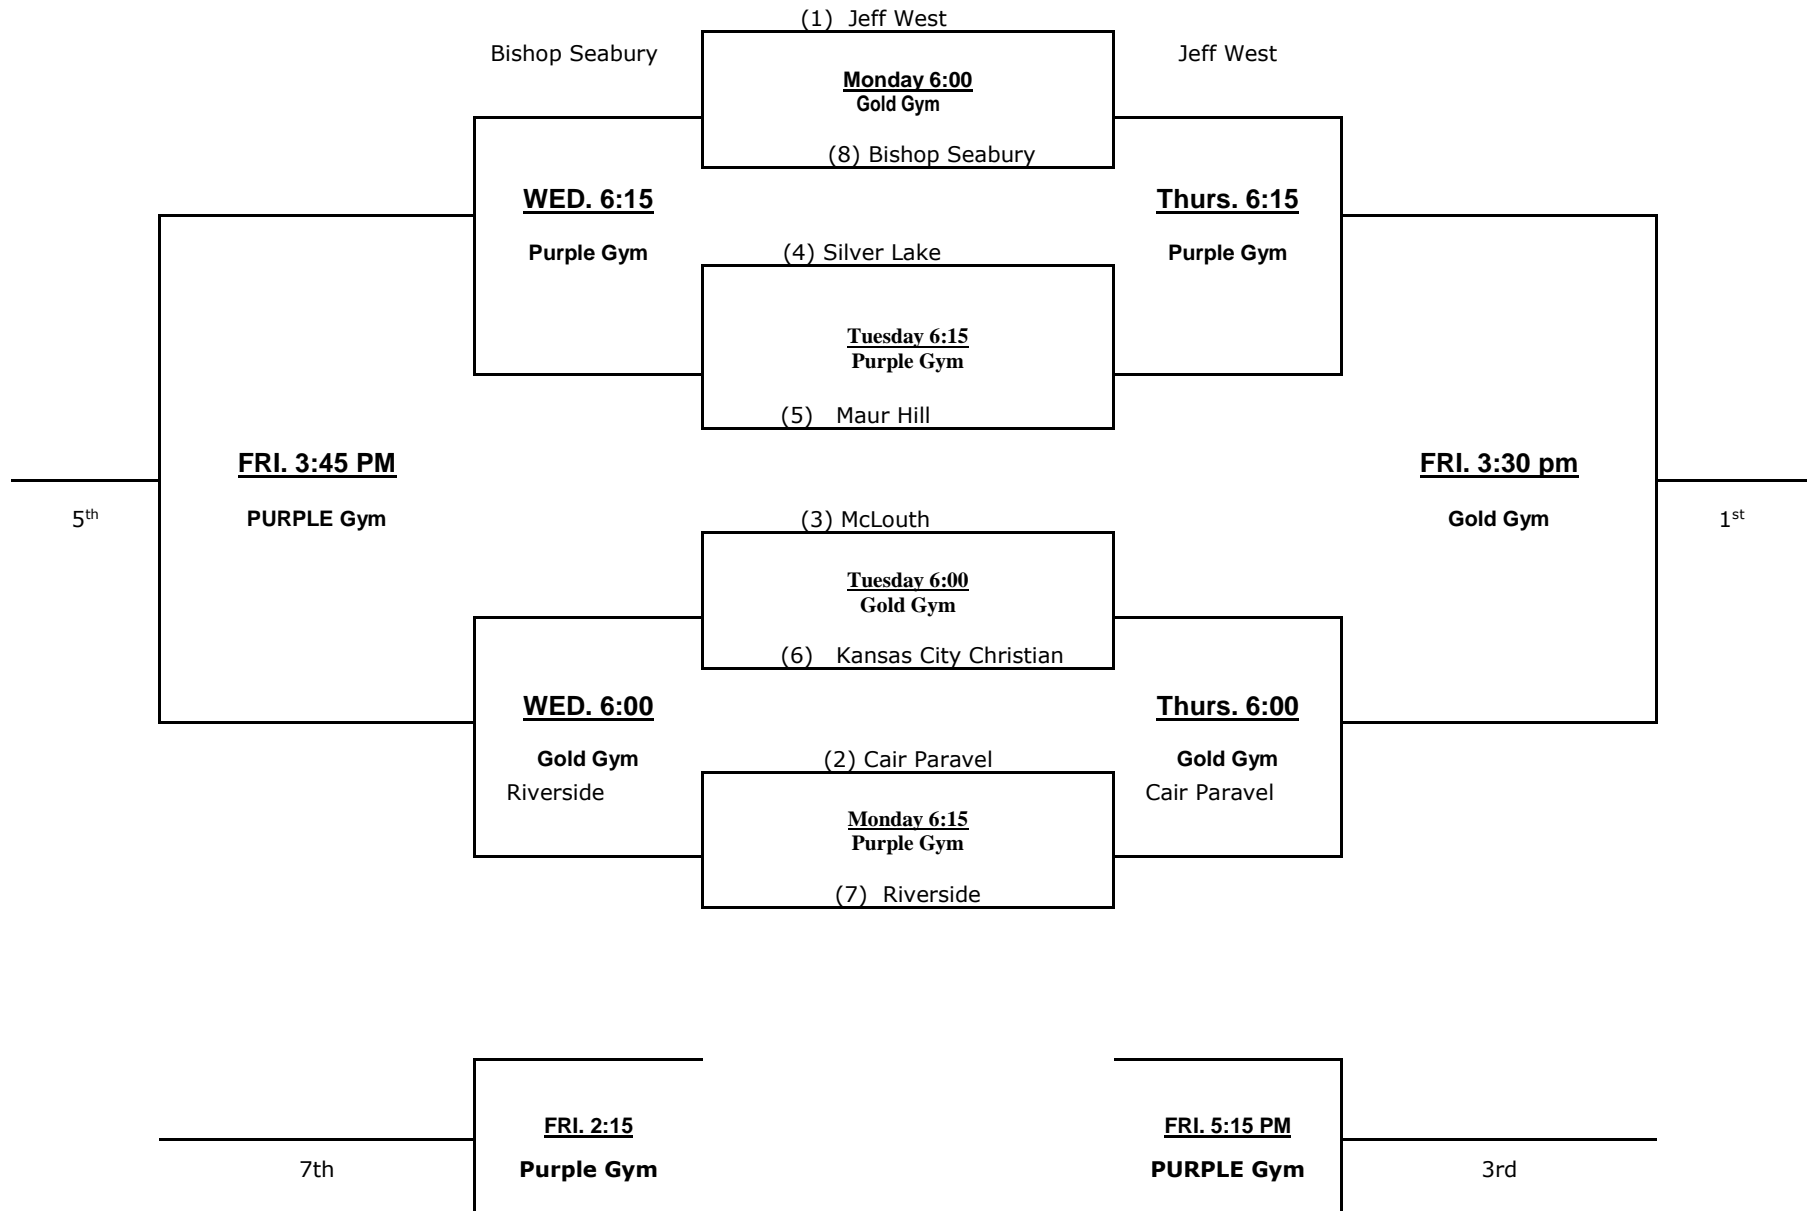 (1) Jeff West
Bishop Seabury
Jeff West
Monday 6:00
Gold Gym
(8) Bishop Seabury
WED. 6:15
Thurs. 6:15
Purple Gym
(4) Silver Lake
Purple Gym
Tuesday 6:15
Purple Gym
(5) Maur Hill
FRI. 3:45 PM
FRI. 3:30 pm
5th
PURPLE Gym
(3) McLouth
Gold Gym
1st
Tuesday 6:00
Gold Gym
(6) Kansas City Christian
WED. 6:00
Thurs. 6:00
Gold Gym
(2) Cair Paravel
Gold Gym
Riverside
Cair Paravel
Monday 6:15
Purple Gym
(7) Riverside
FRI. 2:15
FRI. 5:15 PM
7th
Purple Gym
PURPLE Gym
3rd